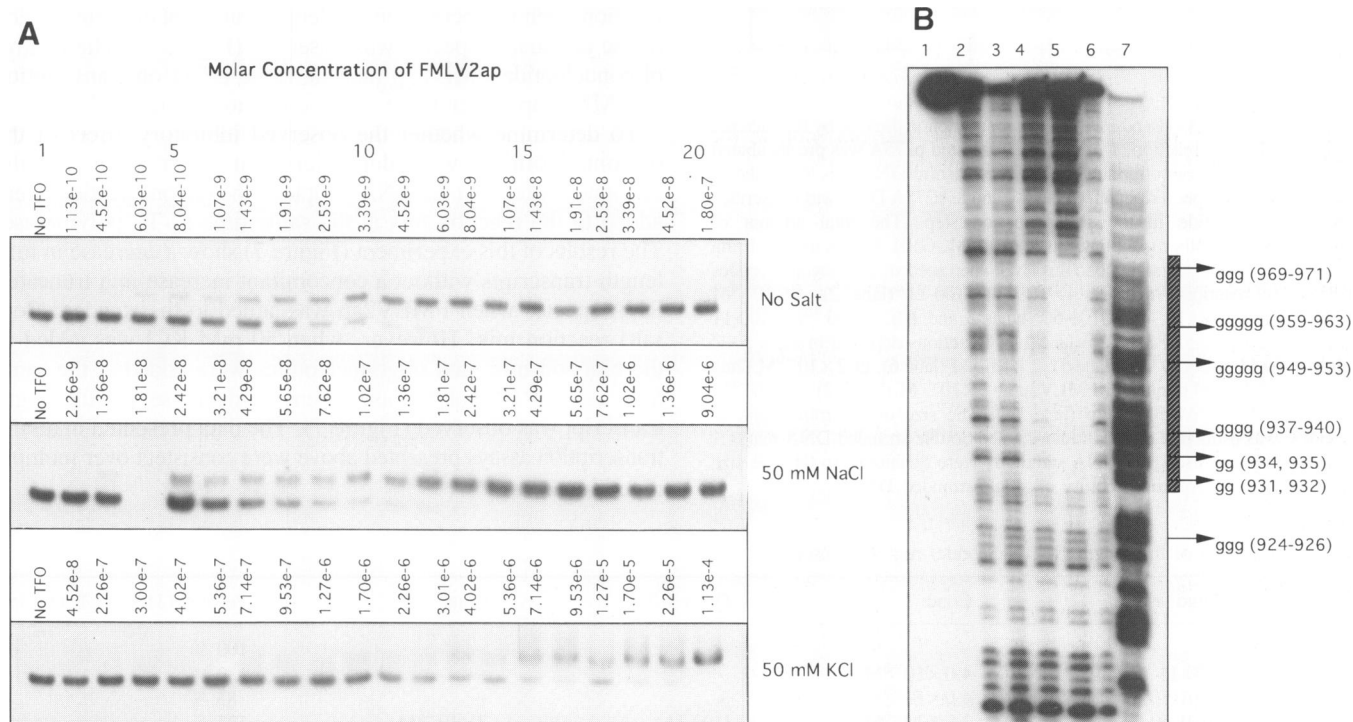 A
Molar Concentration of FMLV2ap
1 5 10 15 20
No TFO 1.13e-10 4.52e-10 6.03e-10 8.04e-10 1.07e-9 1.43e-9 1.91e-9 2.53e-9 3.39e-9 4.52e-9 6.03e-9 8.04e-9 1.07e-8 1.43e-8 1.91e-8 2.53e-8 3.39e-8 4.52e-8 1.80e-7
No Salt
No TFO 2.26e-9 1.36e-8 1.81e-8 2.42e-8 3.21e-8 4.29e-8 5.65e-8 7.62e-8 1.02e-7 1.36e-7 1.81e-7 2.42e-7 3.21e-7 4.29e-7 5.65e-7 7.62e-7 1.02e-6 1.36e-6 9.04e-6
50 mM NaCl
No TFO 4.52e-8 2.26e-7 3.00e-7 4.02e-7 5.36e-7 7.14e-7 9.53e-7 1.27e-6 1.70e-6 2.26e-6 3.01e-6 4.02e-6 5.36e-6 7.14e-6 9.53e-6 1.27e-5 1.70e-5 2.26e-5 1.13e-4
50 mM KCl
B
1 2 3 4 5 6 7
ggg (969-971)
ggggg (959-963)
ggggg (949-953)
gggg (937-940)
gg (934, 935)
gg (931, 932)
ggg (924-926)